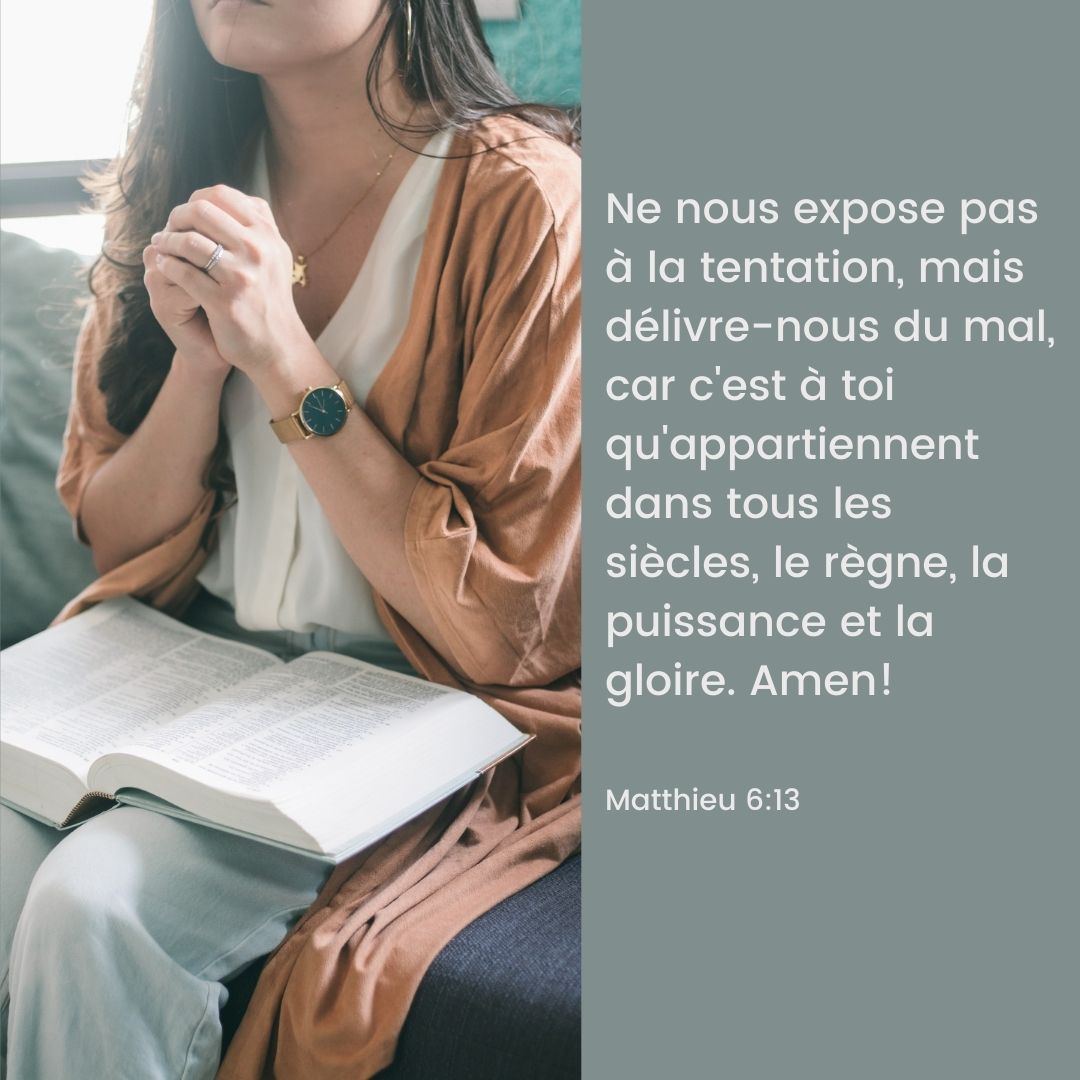 Ne nous expose pas
à la tentation, mais
délivre-nous du mal,
car c'est à toi
qu'appartiennent
dans tous les
siècles, le règne, la
puissance et la
gloire. Amen!
Matthieu 6:13